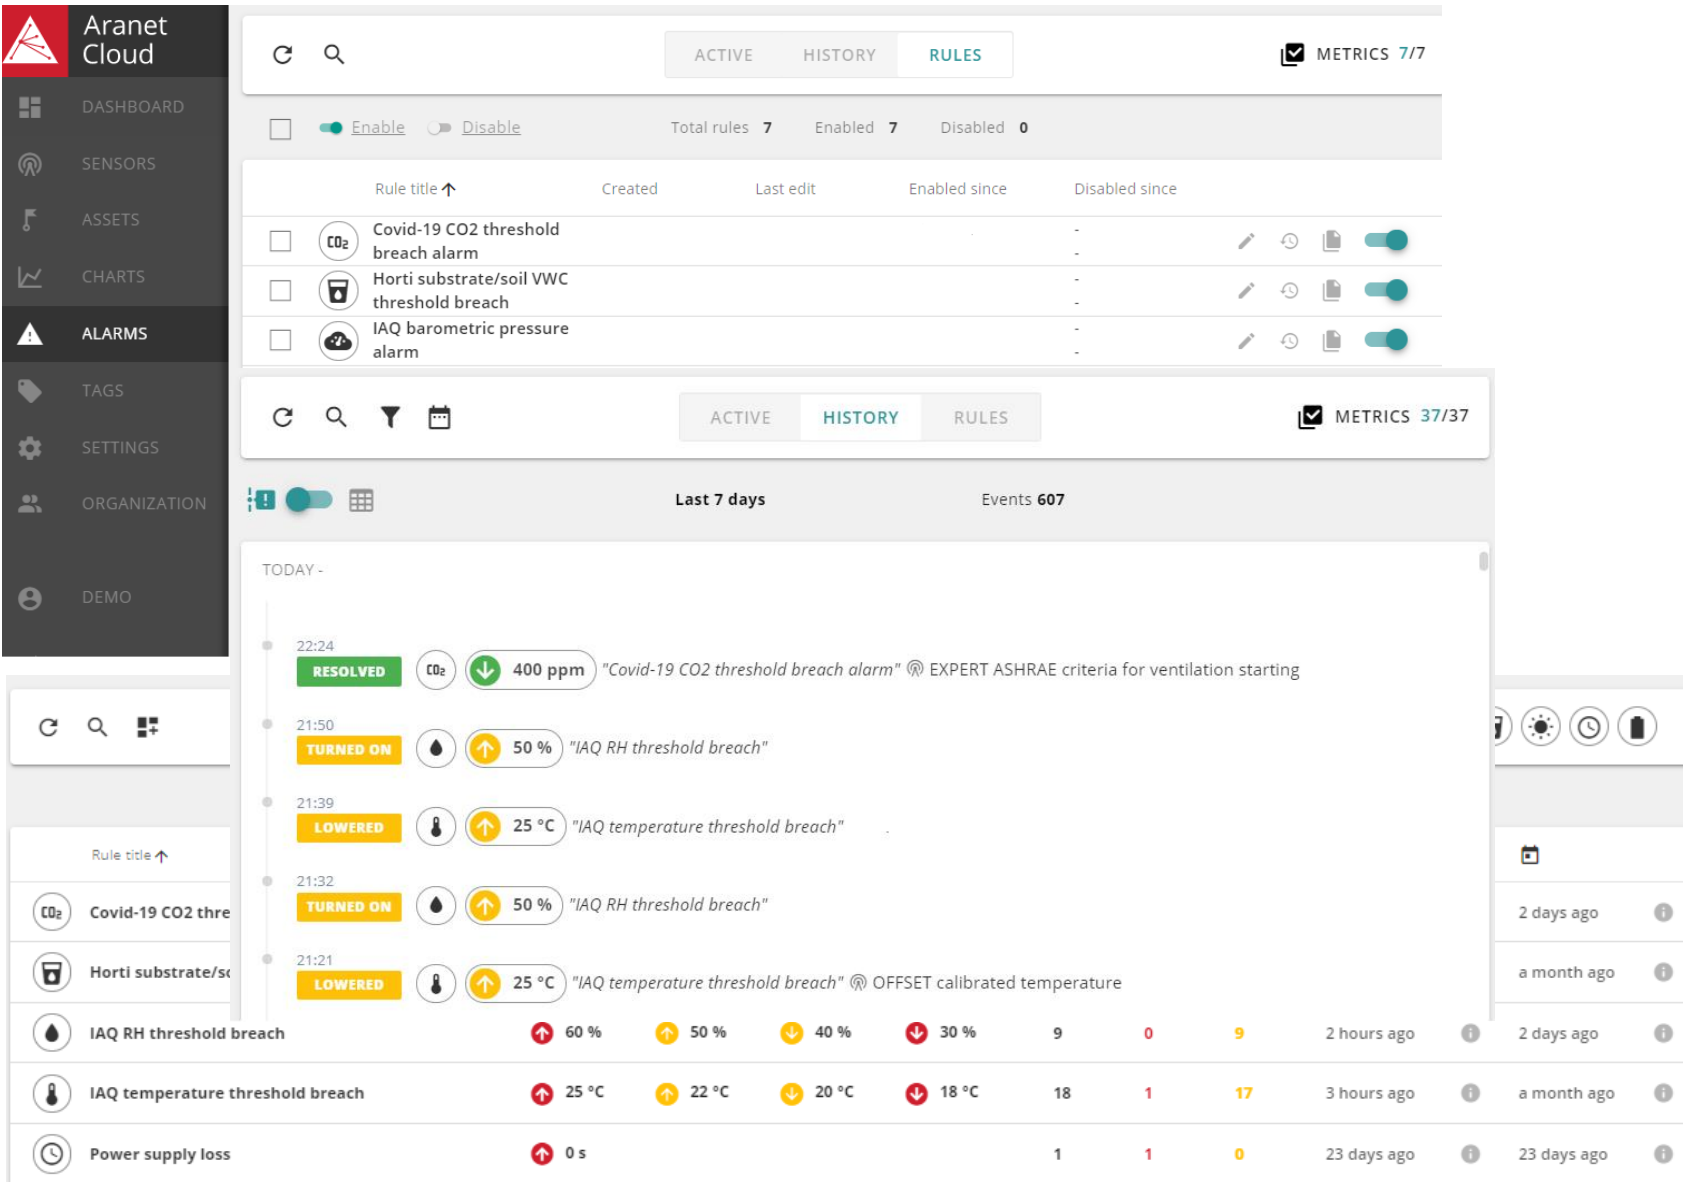 Aranet
Cloud
DASHBOARD
SENSORS
ASSETS
CHARTS
ALARMS
TAGS
SETTINGS
ORGANIZATION
DEMO
ACTIVE HISTORY RULES
METRICS 7/7
Enable Disable Total rules 7 Enabled 7 Disabled 0
Rule title Created Last edit Enabled since Disabled since
CO2 Covid-19 CO2 threshold -
breach alarm -
Horti substrate/soil VWC -
threshold breach -
IAQ barometric pressure -
alarm -
ACTIVE HISTORY RULES
METRICS 37/37
Last 7 days Events 607
TODAY -
22:24
RESOLVED CO2 400 ppm "Covid-19 CO2 threshold breach alarm" EXPERT ASHRAE criteria for ventilation starting
21:50
TURNED ON 50 % "IAQ RH threshold breach"
21:39
LOWERED 25 °C "IAQ temperature threshold breach"
21:32
TURNED ON 50 % "IAQ RH threshold breach"
21:21
LOWERED 25 °C "IAQ temperature threshold breach" OFFSET calibrated temperature
Rule title
CO2 Covid-19 CO2 thre 2 days ago
Horti substrate/so a month ago
IAQ RH threshold breach 60 % 50 % 40 % 30 % 9 0 9 2 hours ago 2 days ago
IAQ temperature threshold breach 25 °C 22 °C 20 °C 18 °C 18 1 17 3 hours ago a month ago
Power supply loss 0 s 1 1 0 23 days ago 23 days ago